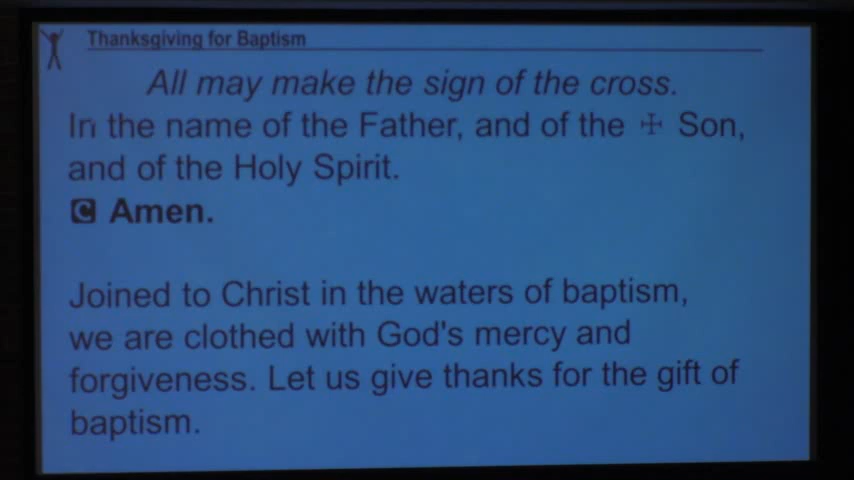 Thanksgiving for Baptism
All may make the sign of the cross.
In the name of the Father, and of the ☩ Son,
and of the Holy Spirit.
C Amen.
Joined to Christ in the waters of baptism,
we are clothed with God's mercy and
forgiveness. Let us give thanks for the gift of
baptism.